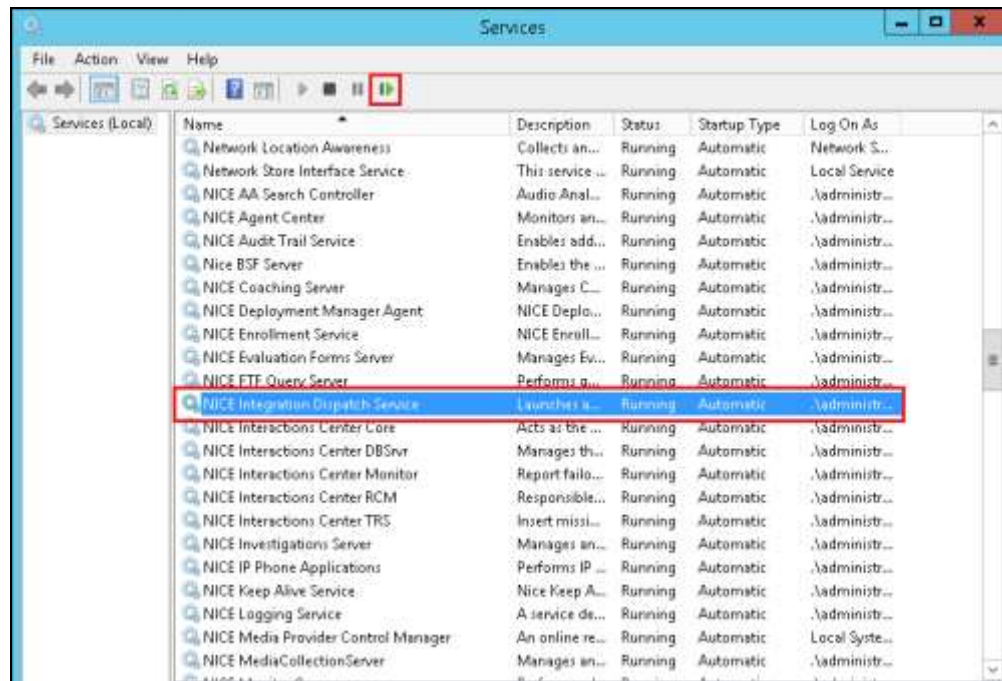 Services
File Action View Help
Services (Local)
Name Description Status Startup Type Log On As
Network Location Awareness Collects an... Running Automatic Network S...
Network Store Interface Service This service ... Running Automatic Local Service
NICE AA Search Controller Audio Anal... Running Automatic .\administr...
NICE Agent Center Monitors an... Running Automatic .\administr...
NICE Audit Trail Service Enables add... Running Automatic .\administr...
Nice BSF Server Enables the ... Running Automatic .\administr...
NICE Coaching Server Manages C... Running Automatic .\administr...
NICE Deployment Manager Agent NICE Deplo... Running Automatic .\administr...
NICE Enrollment Service NICE Enroll... Running Automatic .\administr...
NICE Evaluation Forms Server Manages Ev... Running Automatic .\administr...
NICE FTF Query Server Performs q... Running Automatic .\administr...
NICE Integration Dispatch Service Launches a... Running Automatic .\administr...
NICE Interactions Center Core Acts as the ... Running Automatic .\administr...
NICE Interactions Center DBSrvr Manages th... Running Automatic .\administr...
NICE Interactions Center Monitor Report failo... Running Automatic .\administr...
NICE Interactions Center RCM Responsible... Running Automatic .\administr...
NICE Interactions Center TRS Insert missi... Running Automatic .\administr...
NICE Investigations Server Manages an... Running Automatic .\administr...
NICE IP Phone Applications Performs IP ... Running Automatic .\administr...
NICE Keep Alive Service Nice Keep A... Running Automatic .\administr...
NICE Logging Service A service de... Running Automatic .\administr...
NICE Media Provider Control Manager An online re... Running Automatic Local Syste...
NICE MediaCollectionServer Manages an... Running Automatic .\administr...